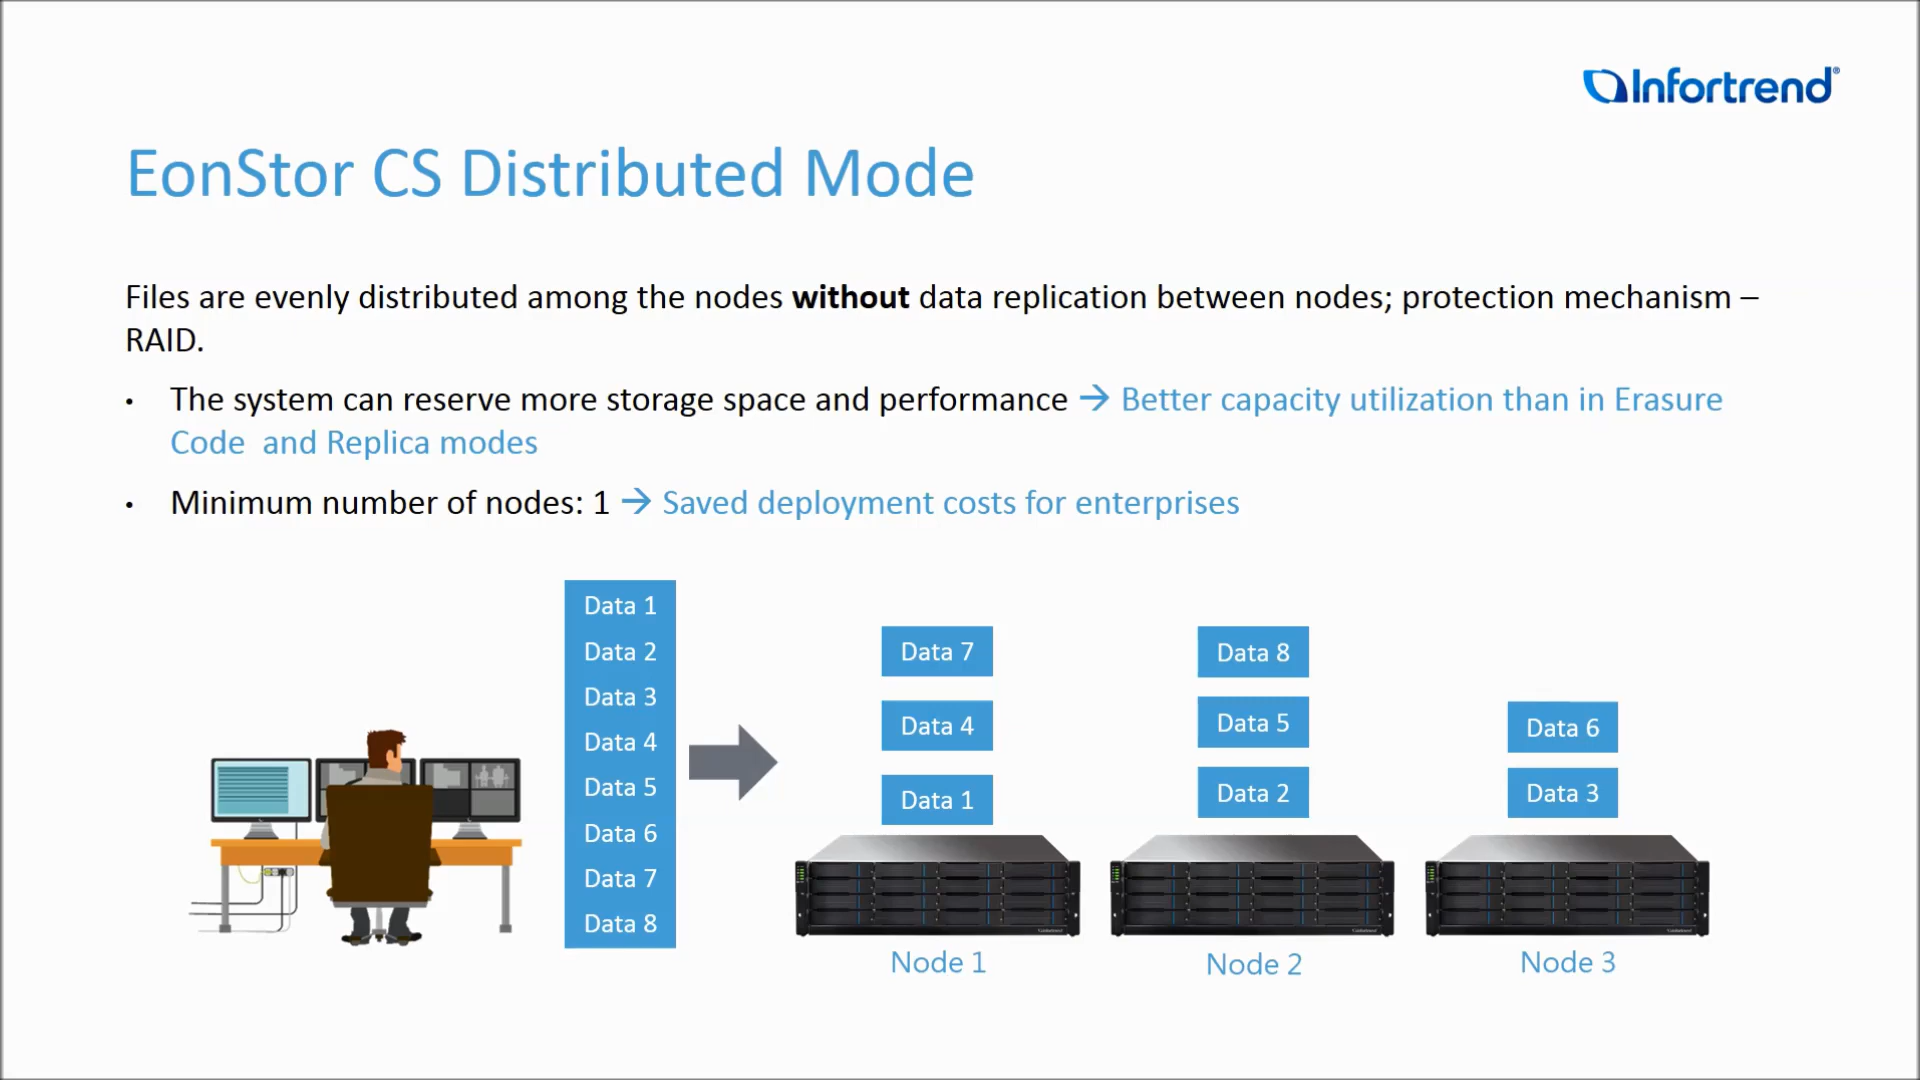 Infortrend®
EonStor CS Distributed Mode
Files are evenly distributed among the nodes without data replication between nodes; protection mechanism –
RAID.
• The system can reserve more storage space and performance → Better capacity utilization than in Erasure
Code and Replica modes
• Minimum number of nodes: 1 → Saved deployment costs for enterprises
Data 1
Data 2
Data 3
Data 4
Data 5
Data 6
Data 7
Data 8
Data 7
Data 4
Data 1
Node 1
Data 8
Data 5
Data 2
Node 2
Data 6
Data 3
Node 3